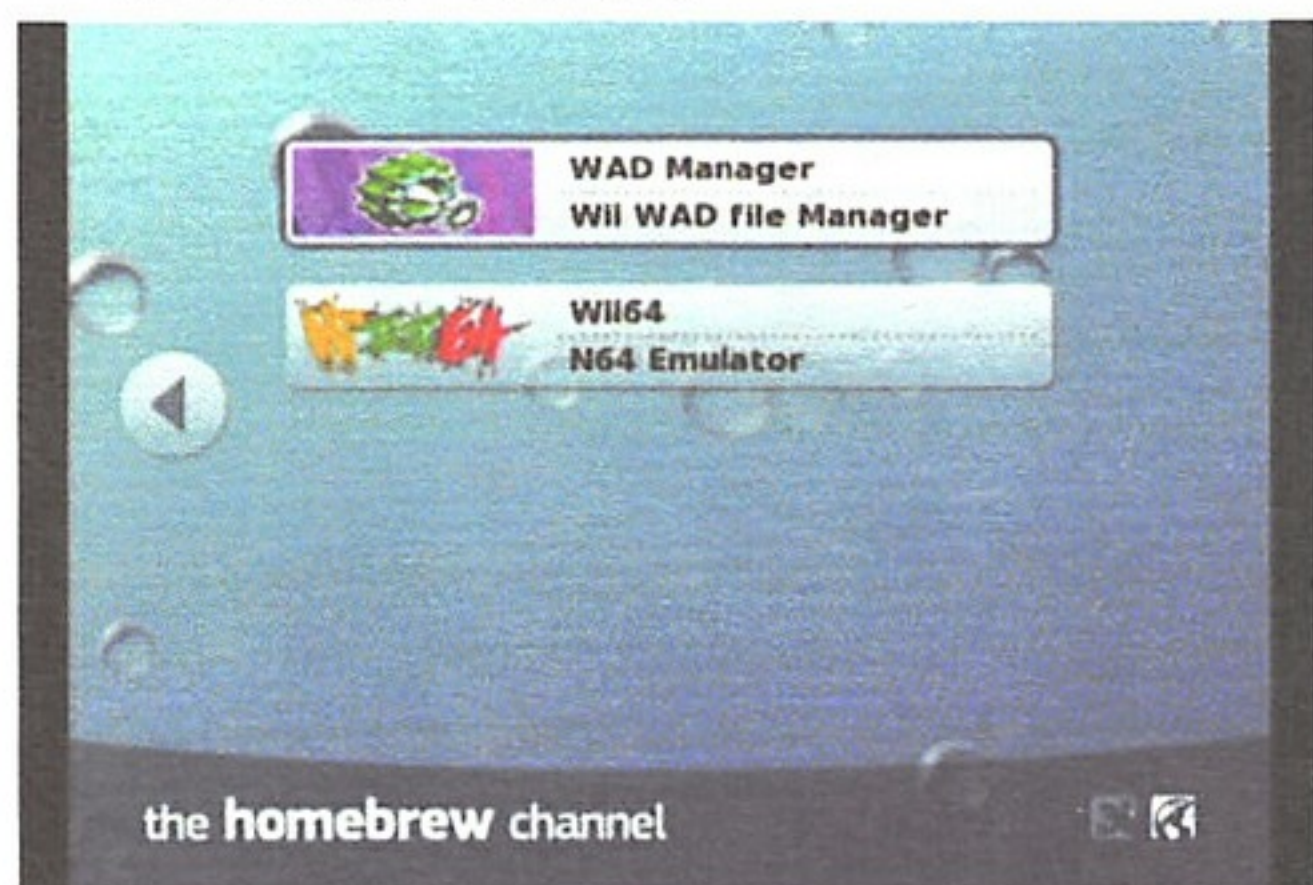 WAD Manager
Wii WAD file Manager
Wii64
N64 Emulator
the homebrew channel